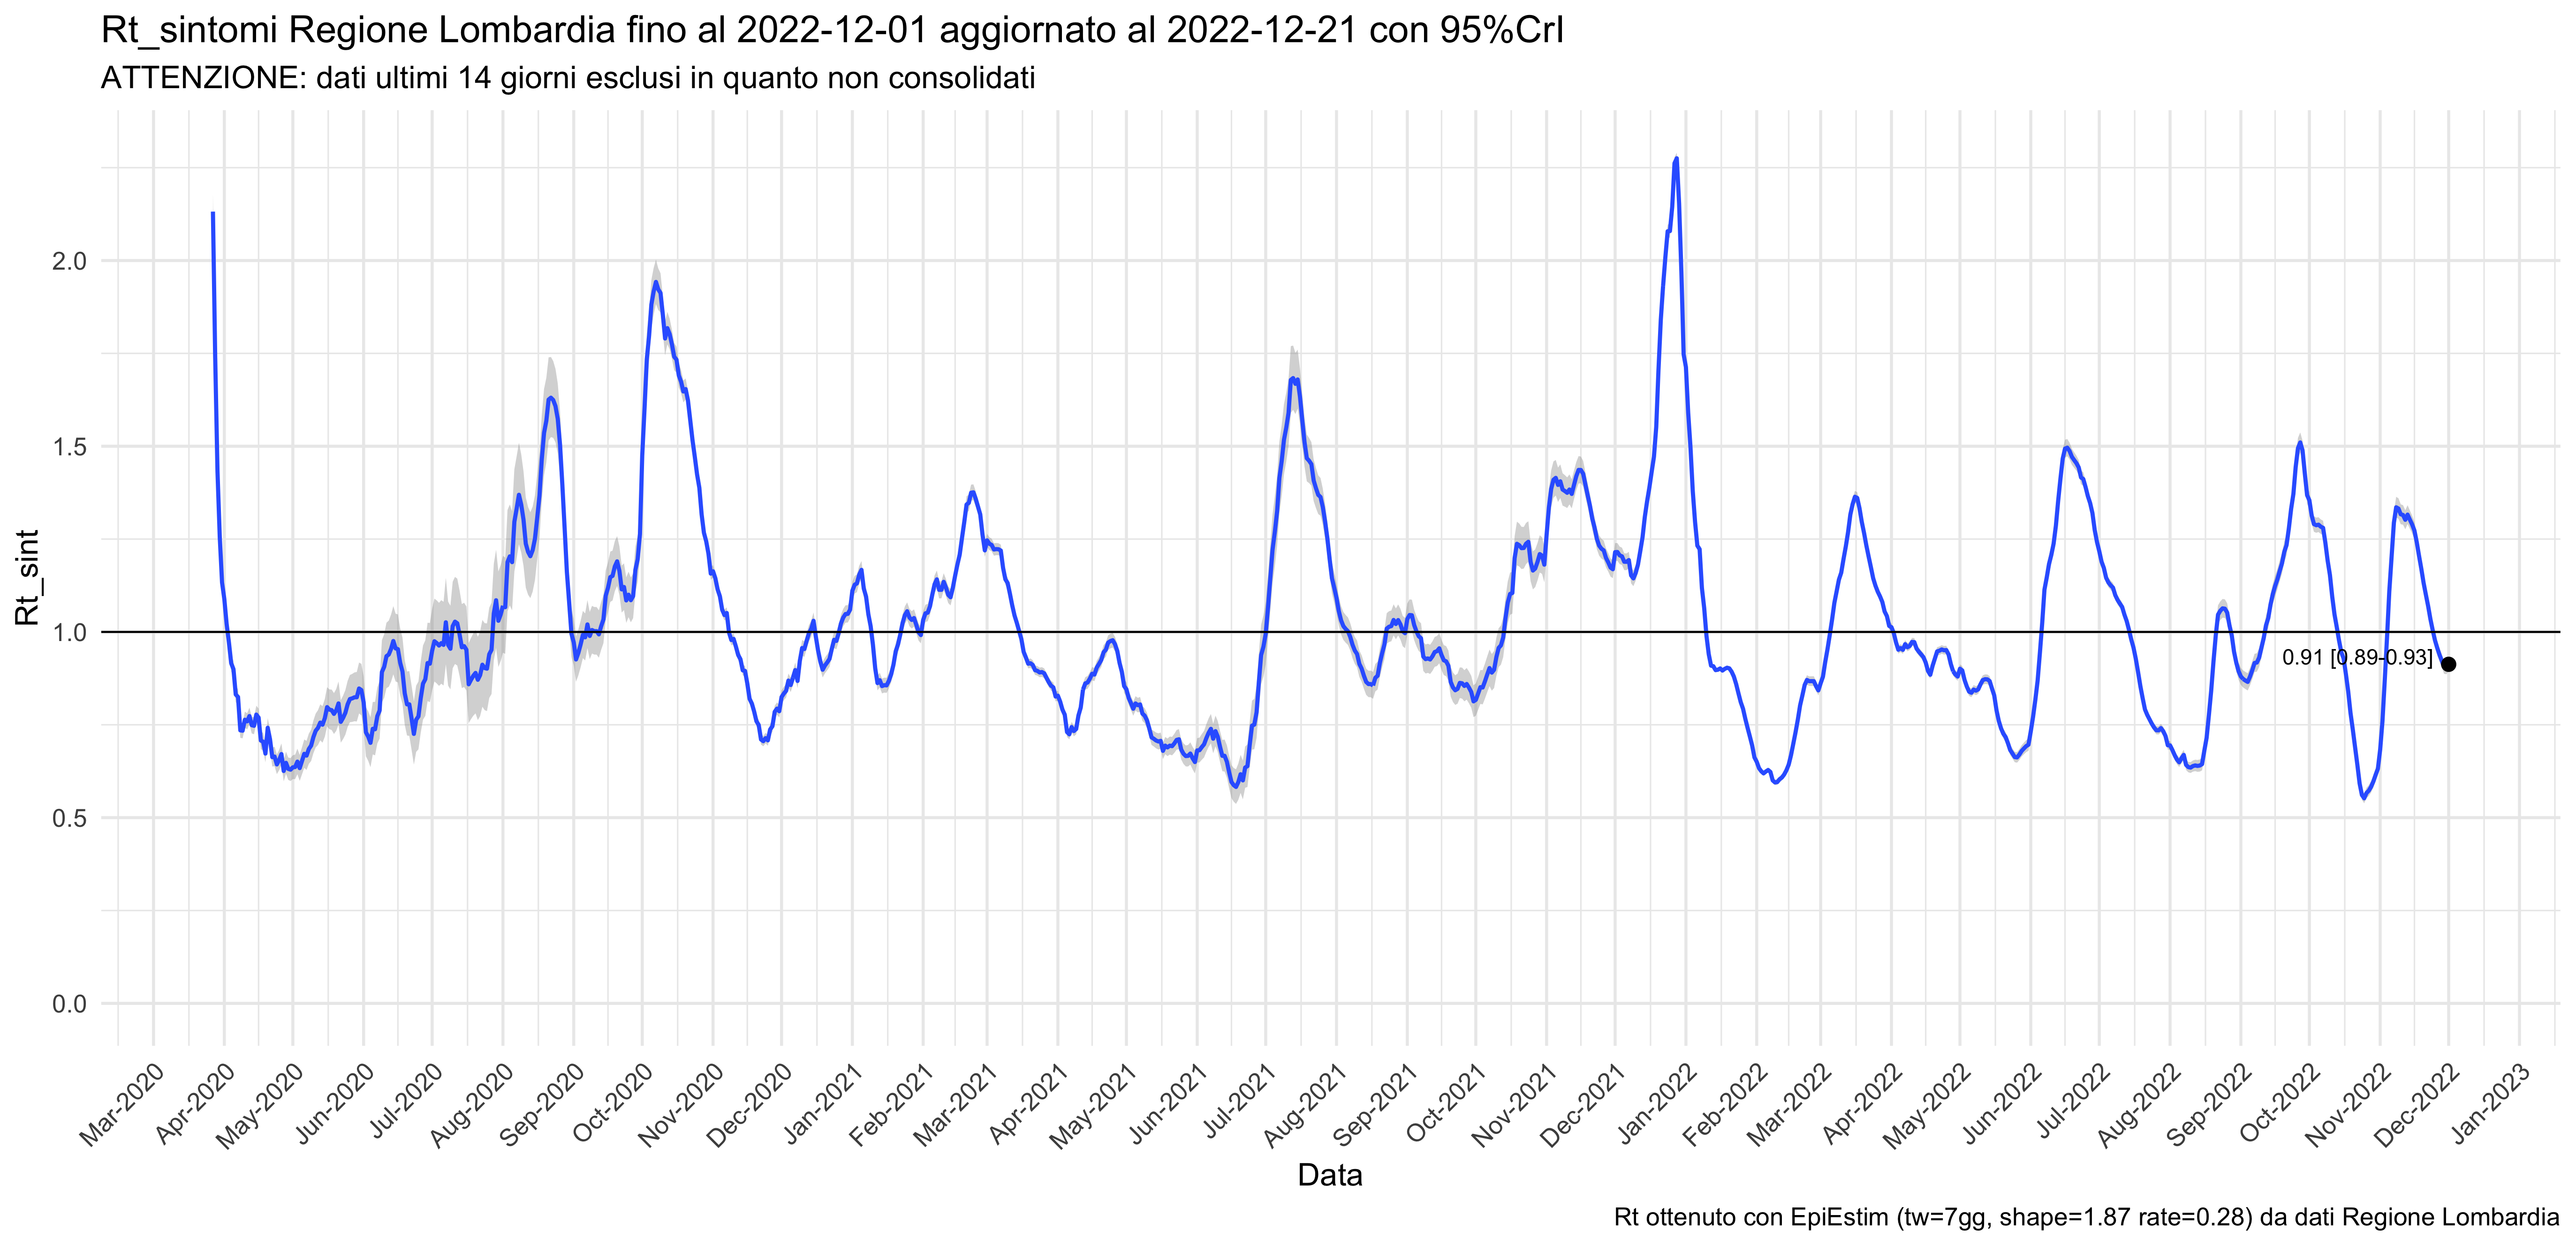 Rt_sintomi Regione Lombardia fino al 2022-12-01 aggiornato al 2022-12-21 con 95%CrI
ATTENZIONE: dati ultimi 14 giorni esclusi in quanto non consolidati
Rt_sint
2.0
1.5
1.0
0.5
0.0
0.91 [0.89-0.93]
Mar-2020
Apr-2020
May-2020
Jun-2020
Jul-2020
Aug-2020
Sep-2020
Oct-2020
Nov-2020
Dec-2020
Jan-2021
Feb-2021
Mar-2021
Apr-2021
May-2021
Jun-2021
Jul-2021
Aug-2021
Sep-2021
Oct-2021
Nov-2021
Dec-2021
Jan-2022
Feb-2022
Mar-2022
Apr-2022
May-2022
Jun-2022
Jul-2022
Aug-2022
Sep-2022
Oct-2022
Nov-2022
Dec-2022
Jan-2023
Data
Rt ottenuto con EpiEstim (tw=7gg, shape=1.87 rate=0.28) da dati Regione Lombardia